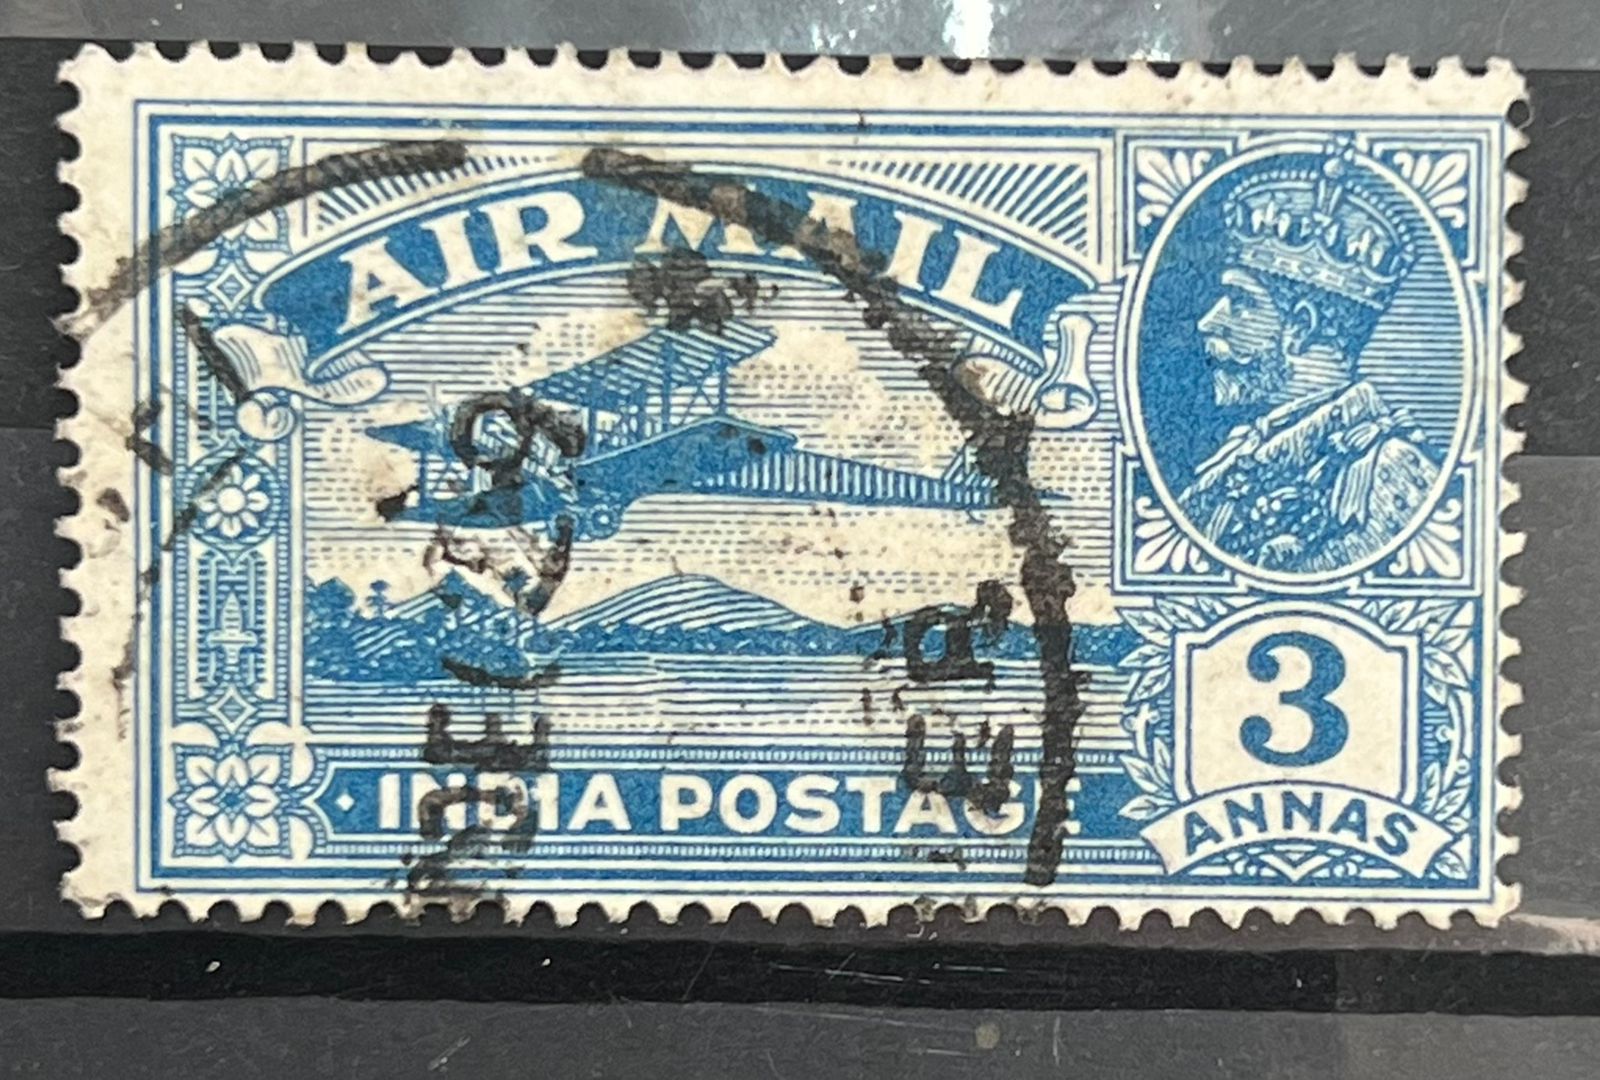 AIR MAIL
3
ANNAS
INDIA POSTAGE